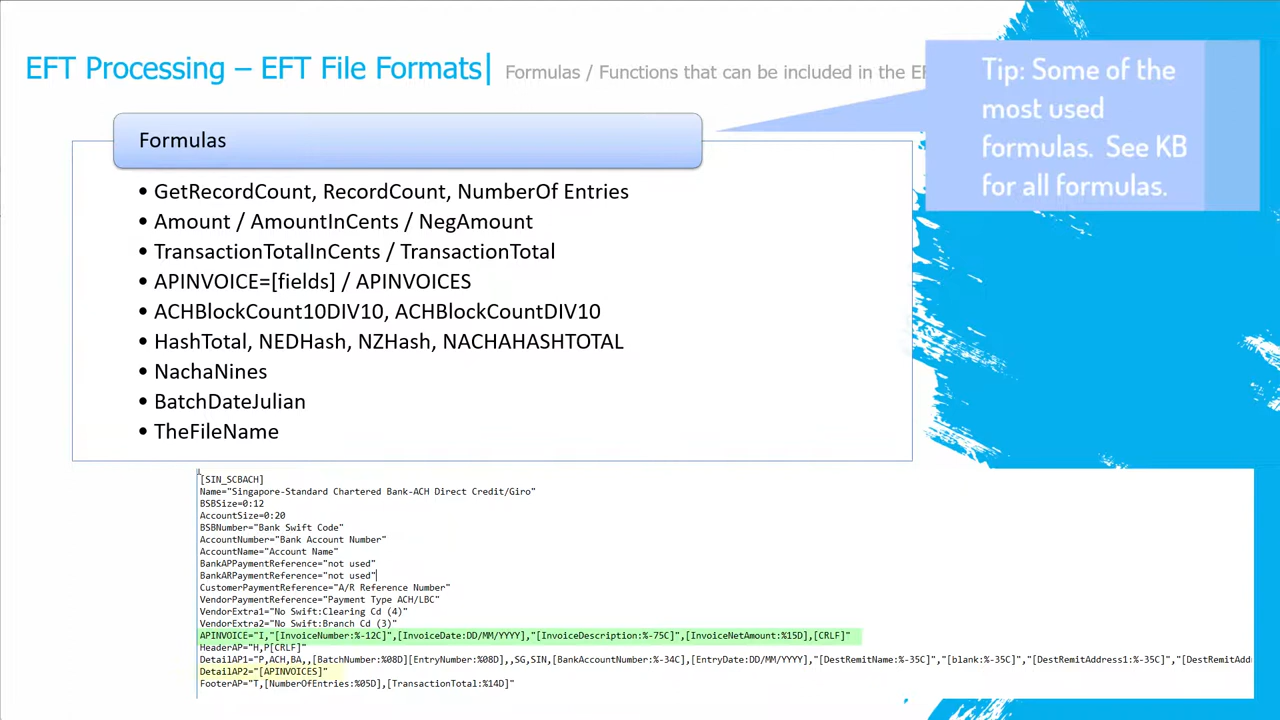 EFT Processing – EFT File Formats| Formulas / Functions that can be included in the EF
Tip: Some of the
most used
formulas. See KB
for all formulas.
Formulas
• GetRecordCount, RecordCount, NumberOf Entries
• Amount / AmountInCents / NegAmount
• TransactionTotalInCents / TransactionTotal
• APINVOICE=[fields] / APINVOICES
• ACHBlockCount10DIV10, ACHBlockCountDIV10
• HashTotal, NEDHash, NZHash, NACHAHASHTOTAL
• NachaNines
• BatchDateJulian
• TheFileName
[SIN_SCBACH]
Name="Singapore-Standard Chartered Bank-ACH Direct Credit/Giro"
BSBSize=0:12
AccountSize=0:20
BSBNumber="Bank Swift Code"
AccountNumber="Bank Account Number"
AccountName="Account Name"
BankAPPaymentReference="not used"
BankARPaymentReference="not used"
CustomerPaymentReference="A/R Reference Number"
VendorPaymentReference="Payment Type ACH/LBC"
VendorExtra1="No Swift:Clearing Cd (4)"
VendorExtra2="No Swift:Branch Cd (3)"
APINVOICE="I,"[InvoiceNumber:%-12C]",[InvoiceDate:DD/MM/YYYY],"[InvoiceDescription:%-75C]",[InvoiceNetAmount:%15D],[CRLF]"
HeaderAP="H,P[CRLF]"
DetailAP1="P,ACH,BA,,[BatchNumber:%08D][EntryNumber:%08D],,SG,SIN,[BankAccountNumber:%-34C],[EntryDate:DD/MM/YYYY],"[DestRemitName:%-35C]","[blank:%-35C]","[DestRemitAddress1:%-35C]","[DestRemitAddr
DetailAP2="[APINVOICES]"
FooterAP="T,[NumberOfEntries:%05D],[TransactionTotal:%14D]"